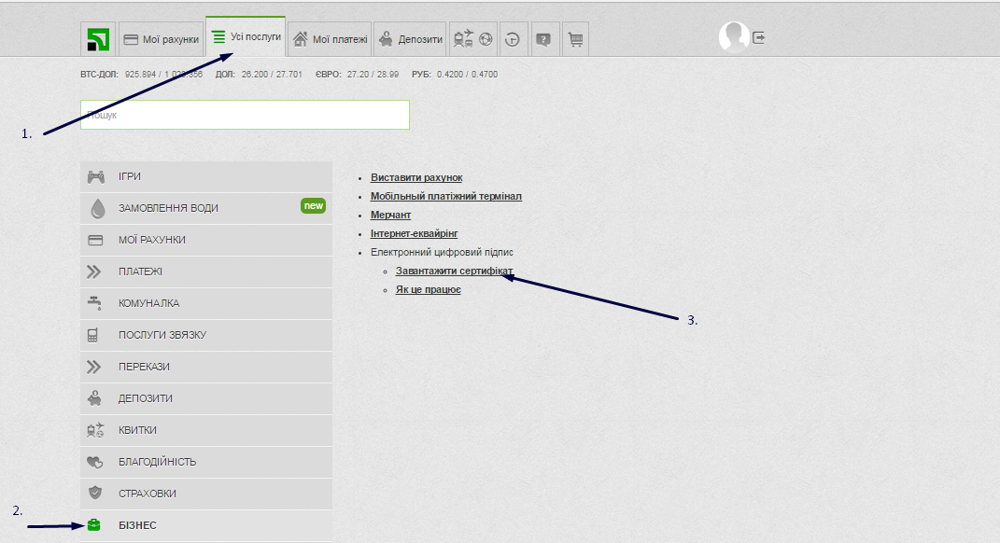 Мої рахунки Усі послуги Мої платежі Депозити
BTC-ДОЛ: 925.894 / 1 023.356 ДОЛ: 26.200 / 27.701 ЄВРО: 27.20 / 28.99 РУБ: 0.4200 / 0.4700
Пошук
1.
ІГРИ
ЗАМОВЛЕННЯ ВОДИ new
МОЇ РАХУНКИ
ПЛАТЕЖІ
КОМУНАЛКА
ПОСЛУГИ ЗВЯЗКУ
ПЕРЕКАЗИ
ДЕПОЗИТИ
КВИТКИ
БЛАГОДІЙНІСТЬ
СТРАХОВКИ
2.
БІЗНЕС
Виставити рахунок
Мобільный платіжний термінал
Мерчант
Інтернет-еквайрінг
Електронний цифровий підпис
Завантажити сертифікат
Як це працює
3.